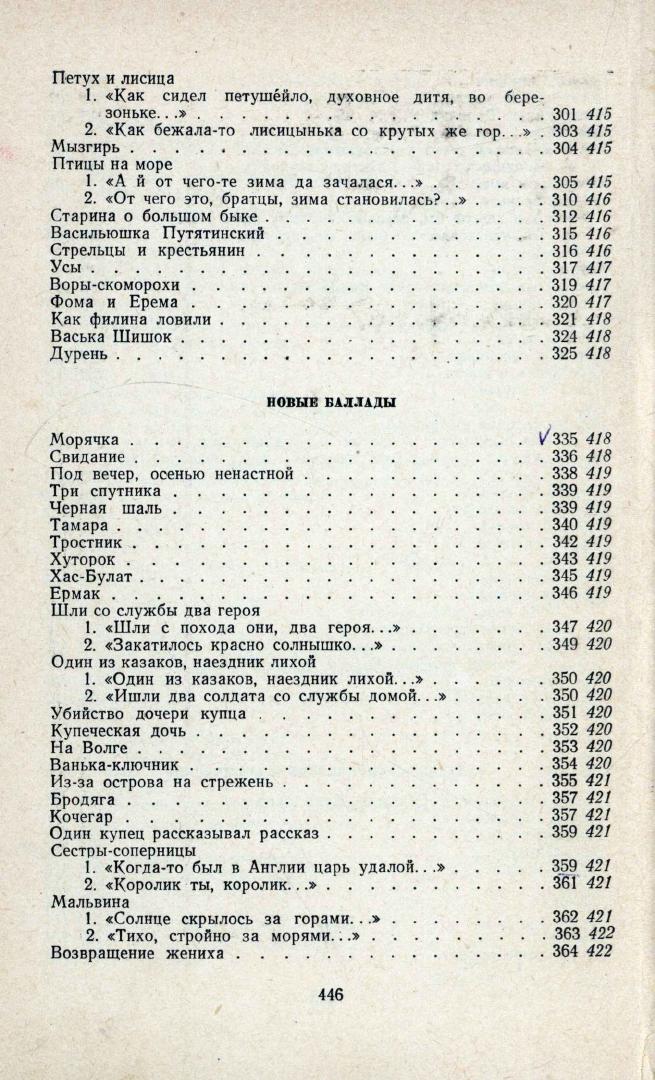 Петух и лисица
1. «Как сидел петушéйло, духовное дитя, во бере-
зоньке...» . . . . . . . . . . . . . . . . . 301 415
2. «Как бежала-то лисицынька со крутых же гор...» . 303 415
Мызгирь . . . . . . . . . . . . . . . . . . . 304 415
Птицы на море
1. «А й от чего-те зима да зачалася...» . . . . . . 305 415
2. «От чего это, братцы, зима становилась?..» . . . . 310 416
Старина о большом быке . . . . . . . . . . . . . 312 416
Васильюшка Путятинский . . . . . . . . . . . . . 315 416
Стрельцы и крестьянин . . . . . . . . . . . . . . 316 416
Усы . . . . . . . . . . . . . . . . . . . . . 317 417
Воры-скоморохи . . . . . . . . . . . . . . . . . 319 417
Фома и Ерема . . . . . . . . . . . . . . . . . . 320 417
Как филина ловили . . . . . . . . . . . . . . . . 321 418
Васька Шишок . . . . . . . . . . . . . . . . . . 324 418
Дурень . . . . . . . . . . . . . . . . . . . . 325 418
НОВЫЕ БАЛЛАДЫ
Морячка . . . . . . . . . . . . . . . . . . . V 335 418
Свидание . . . . . . . . . . . . . . . . . . . 336 418
Под вечер, осенью ненастной . . . . . . . . . . . . 338 419
Три спутника . . . . . . . . . . . . . . . . . . 339 419
Черная шаль . . . . . . . . . . . . . . . . . . 339 419
Тамара . . . . . . . . . . . . . . . . . . . . 340 419
Тростник . . . . . . . . . . . . . . . . . . . 342 419
Хуторок . . . . . . . . . . . . . . . . . . . . 343 419
Хас-Булат . . . . . . . . . . . . . . . . . . . 345 419
Ермак . . . . . . . . . . . . . . . . . . . . 346 419
Шли со службы два героя
1. «Шли с похода они, два героя...» . . . . . . . 347 420
2. «Закатилось красно солнышко...» . . . . . . . . 349 420
Один из казаков, наездник лихой
1. «Один из казаков, наездник лихой...» . . . . . . 350 420
2. «Ишли два солдата со службы домой...» . . . . . 350 420
Убийство дочери купца . . . . . . . . . . . . . . 351 420
Купеческая дочь . . . . . . . . . . . . . . . . . 352 420
На Волге . . . . . . . . . . . . . . . . . . . 353 420
Ванька-ключник . . . . . . . . . . . . . . . . . 354 420
Из-за острова на стрежень . . . . . . . . . . . . . 355 421
Бродяга . . . . . . . . . . . . . . . . . . . . 357 421
Кочегар . . . . . . . . . . . . . . . . . . . . 357 421
Один купец рассказывал рассказ . . . . . . . . . . . 359 421
Сестры-соперницы
1. «Когда-то был в Англии царь удалой...» . . . . . 359 421
2. «Королик ты, королик...» . . . . . . . . . . . 361 421
Мальвина
1. «Солнце скрылось за горами...» . . . . . . . . 362 421
2. «Тихо, стройно за морями...» . . . . . . . . . 363 422
Возвращение жениха . . . . . . . . . . . . . . . 364 422
446